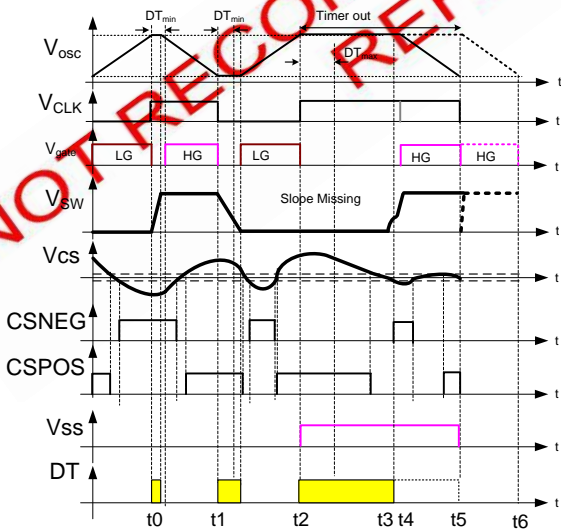 DTmin DTmin Timer out
DTmax
Vosc
t
VCLK
t
Vgate
LG HG LG HG HG
t
VSW
Slope Missing
t
Vcs
t
CSNEG
t
CSPOS
t
Vss
t
DT
t
t0 t1 t2 t3 t4 t5 t6
NOT RECO
RE